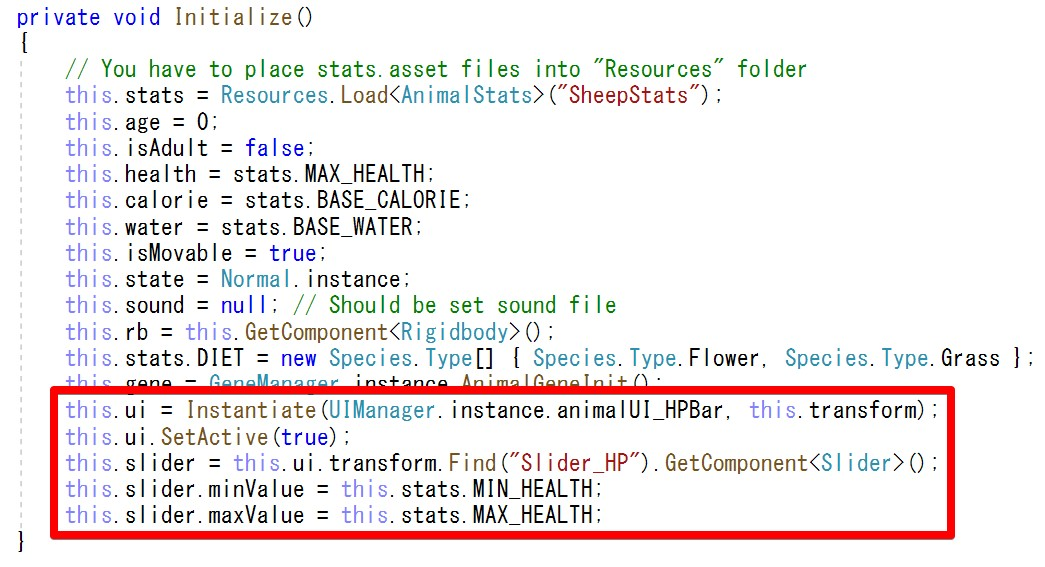 private void Initialize()
{
// You have to place stats.asset files into "Resources" folder
this.stats = Resources.Load<AnimalStats>("SheepStats");
this.age = 0;
this.isAdult = false;
this.health = stats.MAX_HEALTH;
this.calorie = stats.BASE_CALORIE;
this.water = stats.BASE_WATER;
this.isMovable = true;
this.state = Normal.instance;
this.sound = null; // Should be set sound file
this.rb = this.GetComponent<Rigidbody>();
this.stats.DIET = new Species.Type[] { Species.Type.Flower, Species.Type.Grass };
this.gene = GeneManager.instance.AnimalGeneInit();
this.ui = Instantiate(UIManager.instance.animalUI_HPBar, this.transform);
this.ui.SetActive(true);
this.slider = this.ui.transform.Find("Slider_HP").GetComponent<Slider>();
this.slider.minValue = this.stats.MIN_HEALTH;
this.slider.maxValue = this.stats.MAX_HEALTH;
}